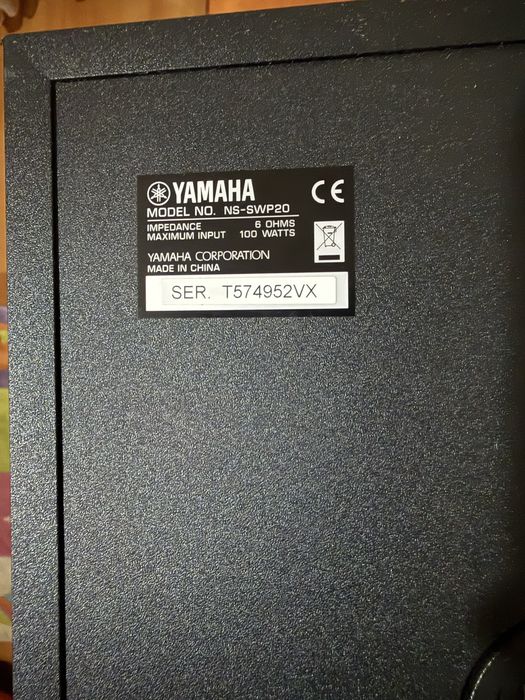 YAMAHA CE
MODEL NO. NS-SWP20
IMPEDANCE 6 OHMS
MAXIMUM INPUT 100 WATTS
YAMAHA CORPORATION
MADE IN CHINA
SER. T574952VX